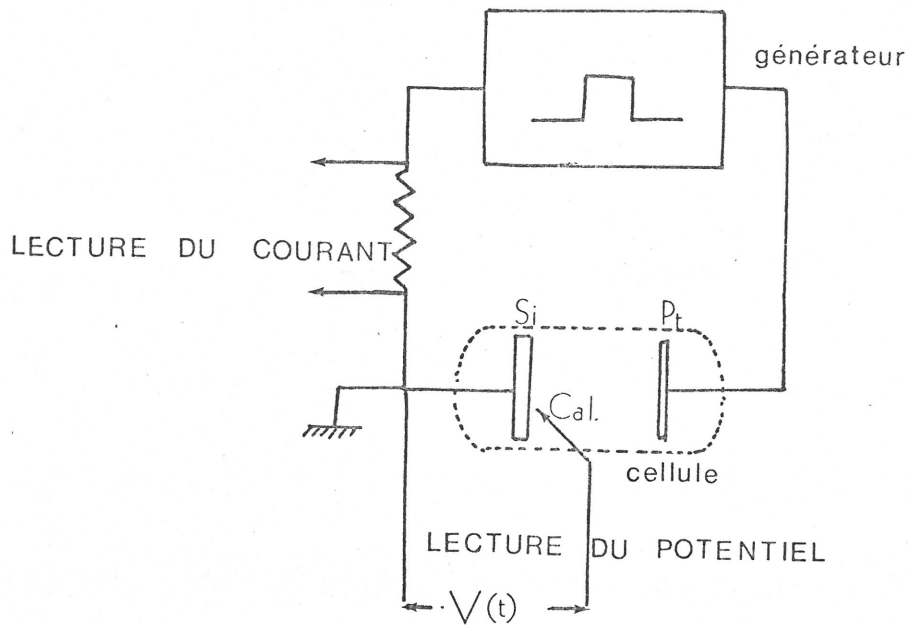 générateur
LECTURE DU COURANT
Si
Pt
Cal.
cellule
LECTURE DU POTENTIEL
V(t)